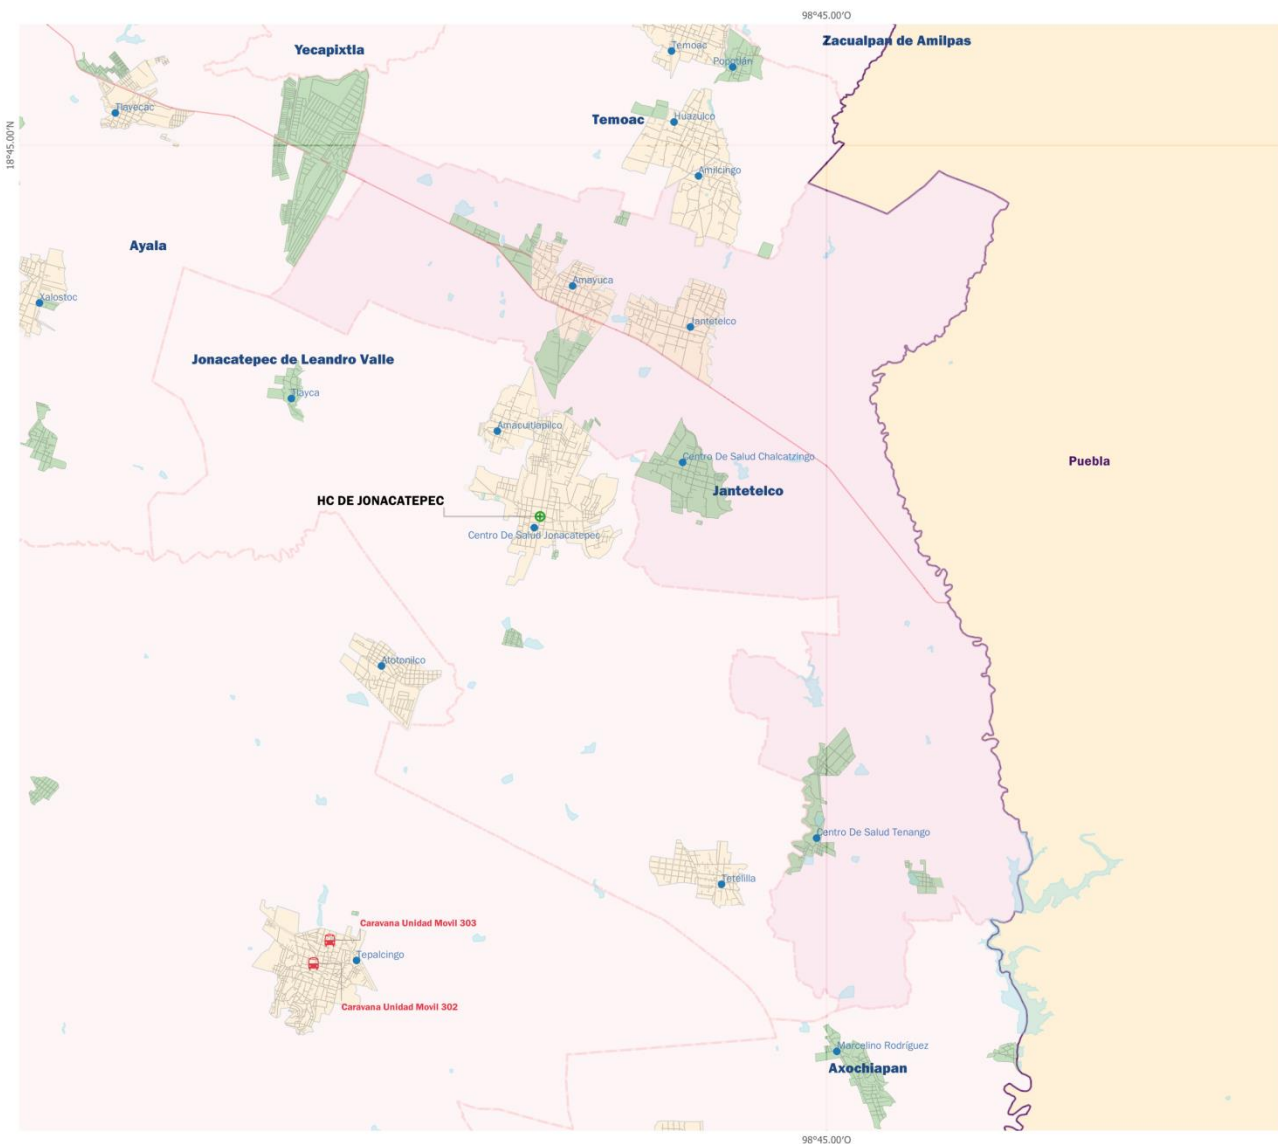 98°45.00'O
Zacualpan de Amilpas
Temoac
Yecapixtla
Popotlán
Tlayecac
Huazulco
Temoac
18°45.00'N
Amilcingo
Ayala
Amayuca
Xalostoc
Jantetelco
Jonacatepec de Leandro Valle
Tlayca
Amacuitlapilco
Centro De Salud Chalcatzingo
Puebla
Jantetelco
HC DE JONACATEPEC
Centro De Salud Jonacatepec
Atotonilco
Centro De Salud Tenango
Tetelilla
Caravana Unidad Movil 303
Tepalcingo
Caravana Unidad Movil 302
Marcelino Rodríguez
Axochiapan
98°45.00'O